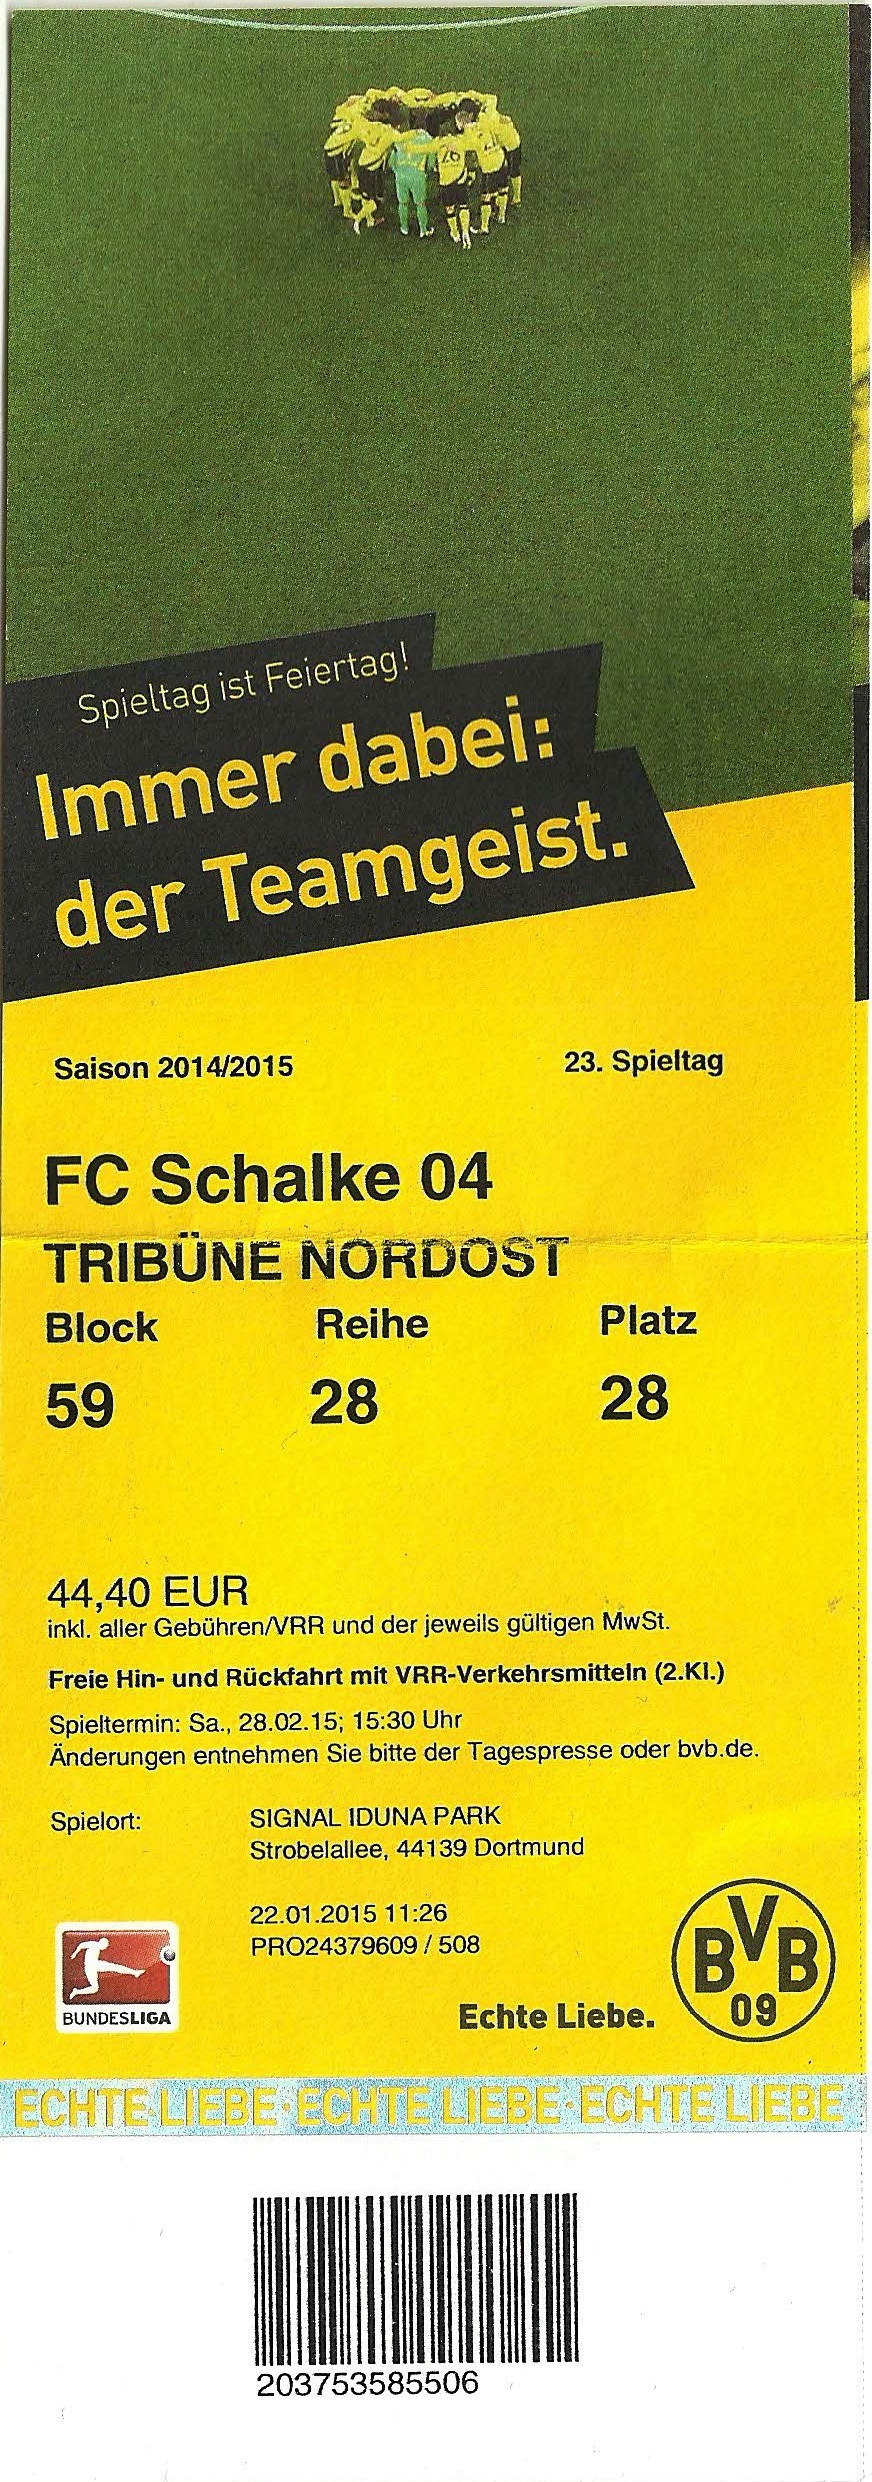 26
Spieltag ist Feiertag!
Immer dabei:
der Teamgeist.
Saison 2014/2015 23. Spieltag
FC Schalke 04
TRIBÜNE NORDOST
Block Reihe Platz
59 28 28
44,40 EUR
inkl. aller Gebühren/VRR und der jeweils gültigen MwSt.
Freie Hin- und Rückfahrt mit VRR-Verkehrsmitteln (2.Kl.)
Spieltermin: Sa., 28.02.15; 15:30 Uhr
Änderungen entnehmen Sie bitte der Tagespresse oder bvb.de.
Spielort: SIGNAL IDUNA PARK
Strobelallee, 44139 Dortmund
22.01.2015 11:26
PRO24379609 / 508
BUNDESLIGA
Echte Liebe.
BVB
09
ECHTE LIEBE · ECHTE LIEBE · ECHTE LIEBE
203753585506